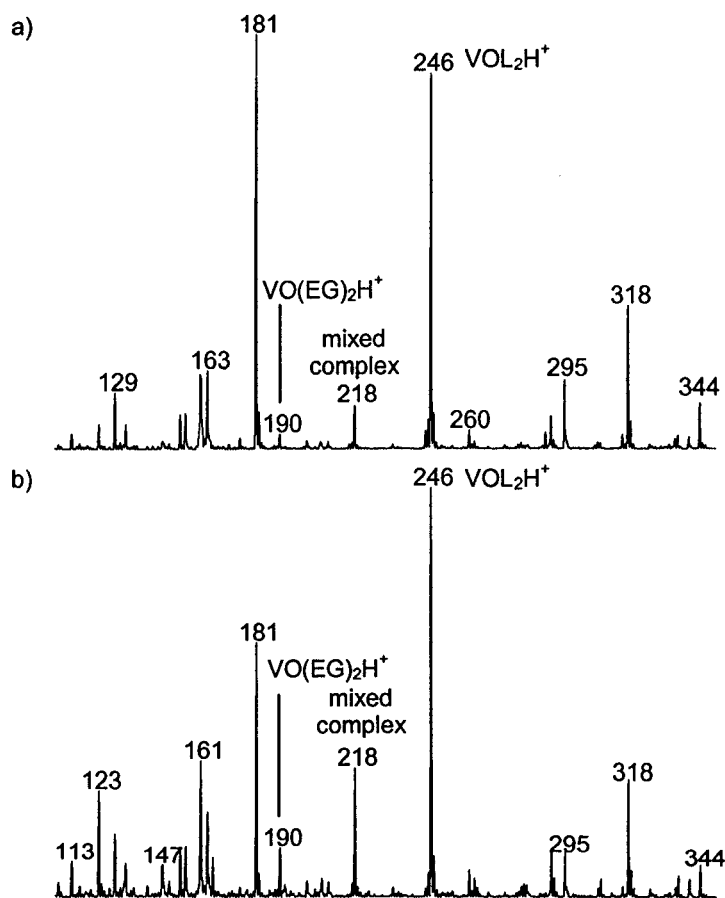 a)
181
246 VOL₂H⁺
VO(EG)₂H⁺
mixed
complex
129
163
190
218
260
295
318
344
b)
246 VOL₂H⁺
181
VO(EG)₂H⁺
mixed
complex
113
123
147
161
190
218
295
318
344